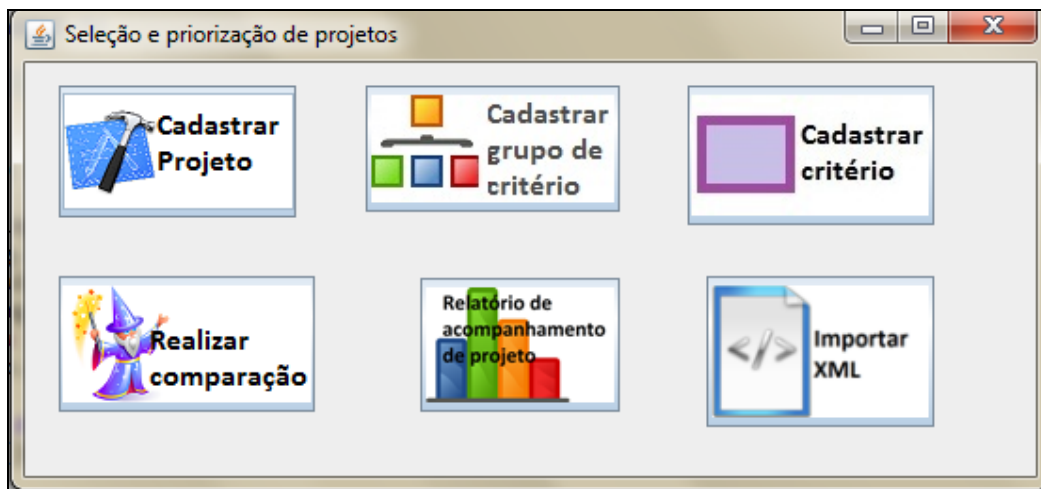 Seleção e priorização de projetos
Cadastrar
Projeto
Cadastrar
grupo de
critério
Cadastrar
critério
Realizar
comparação
Relatório de
acompanhamento
de projeto
</>
Importar
XML